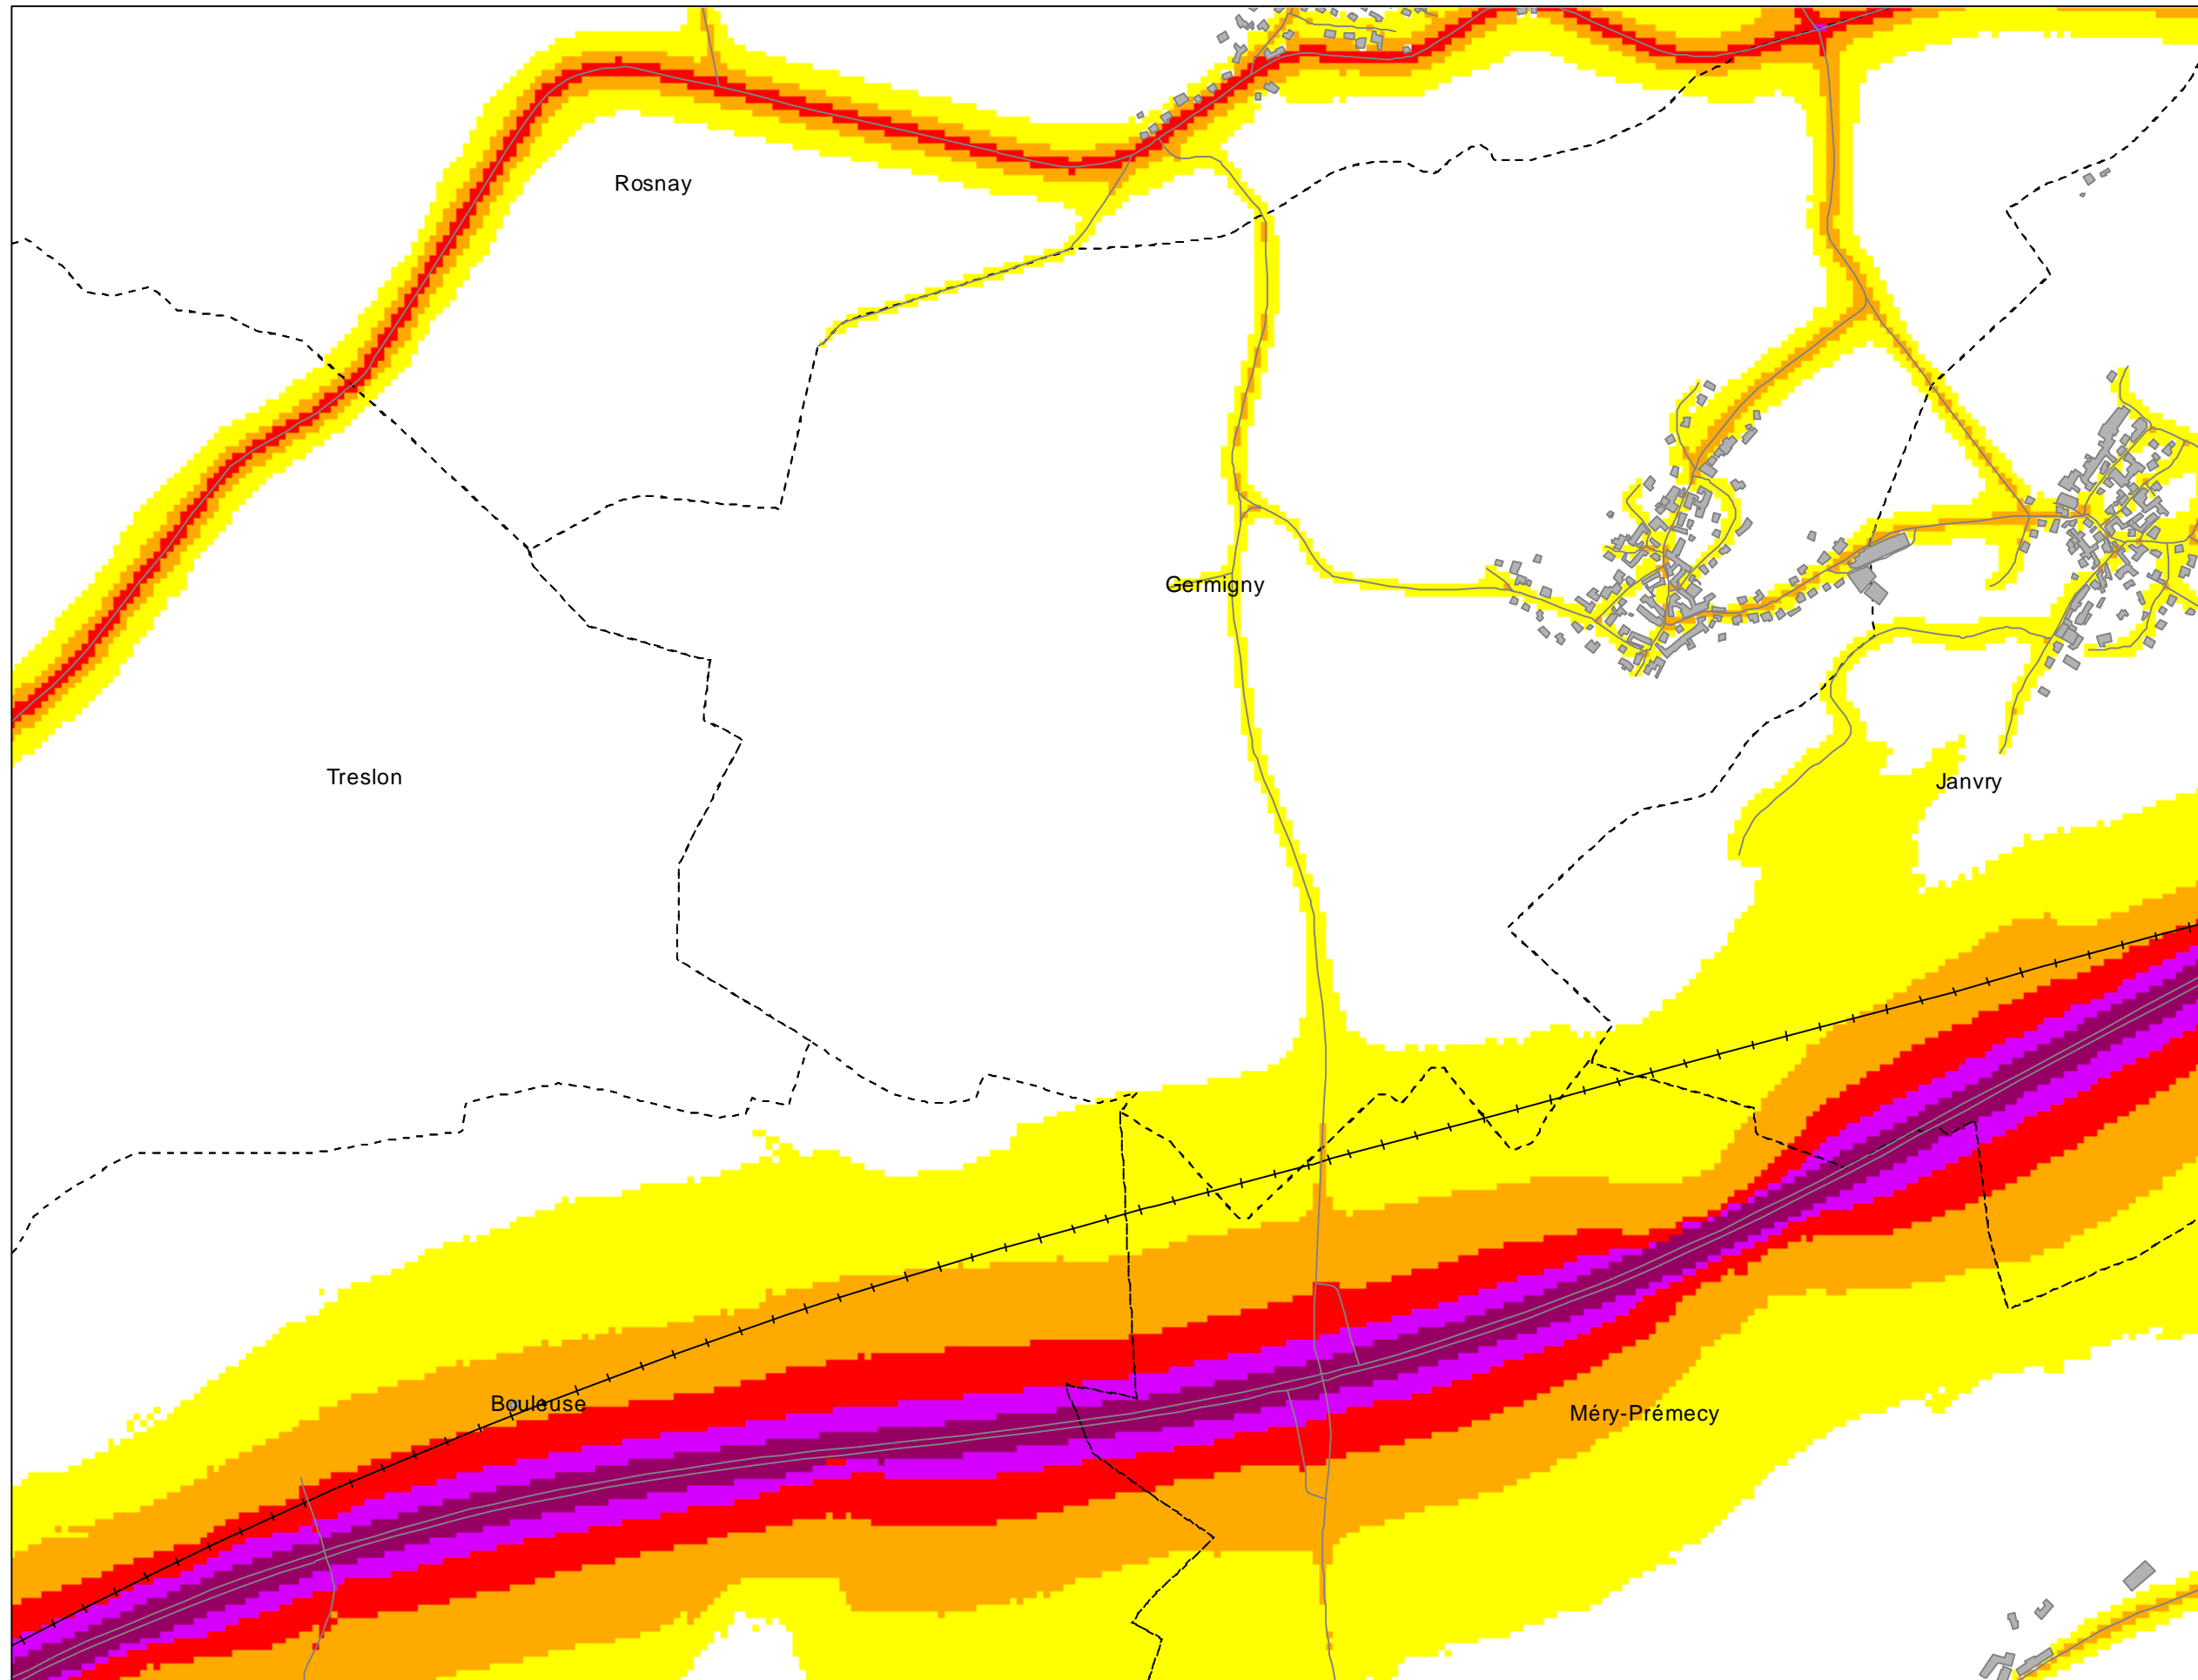 Rosnay
Germigny
Treslon
Janvry
Bouleuse
Méry-Prémecy